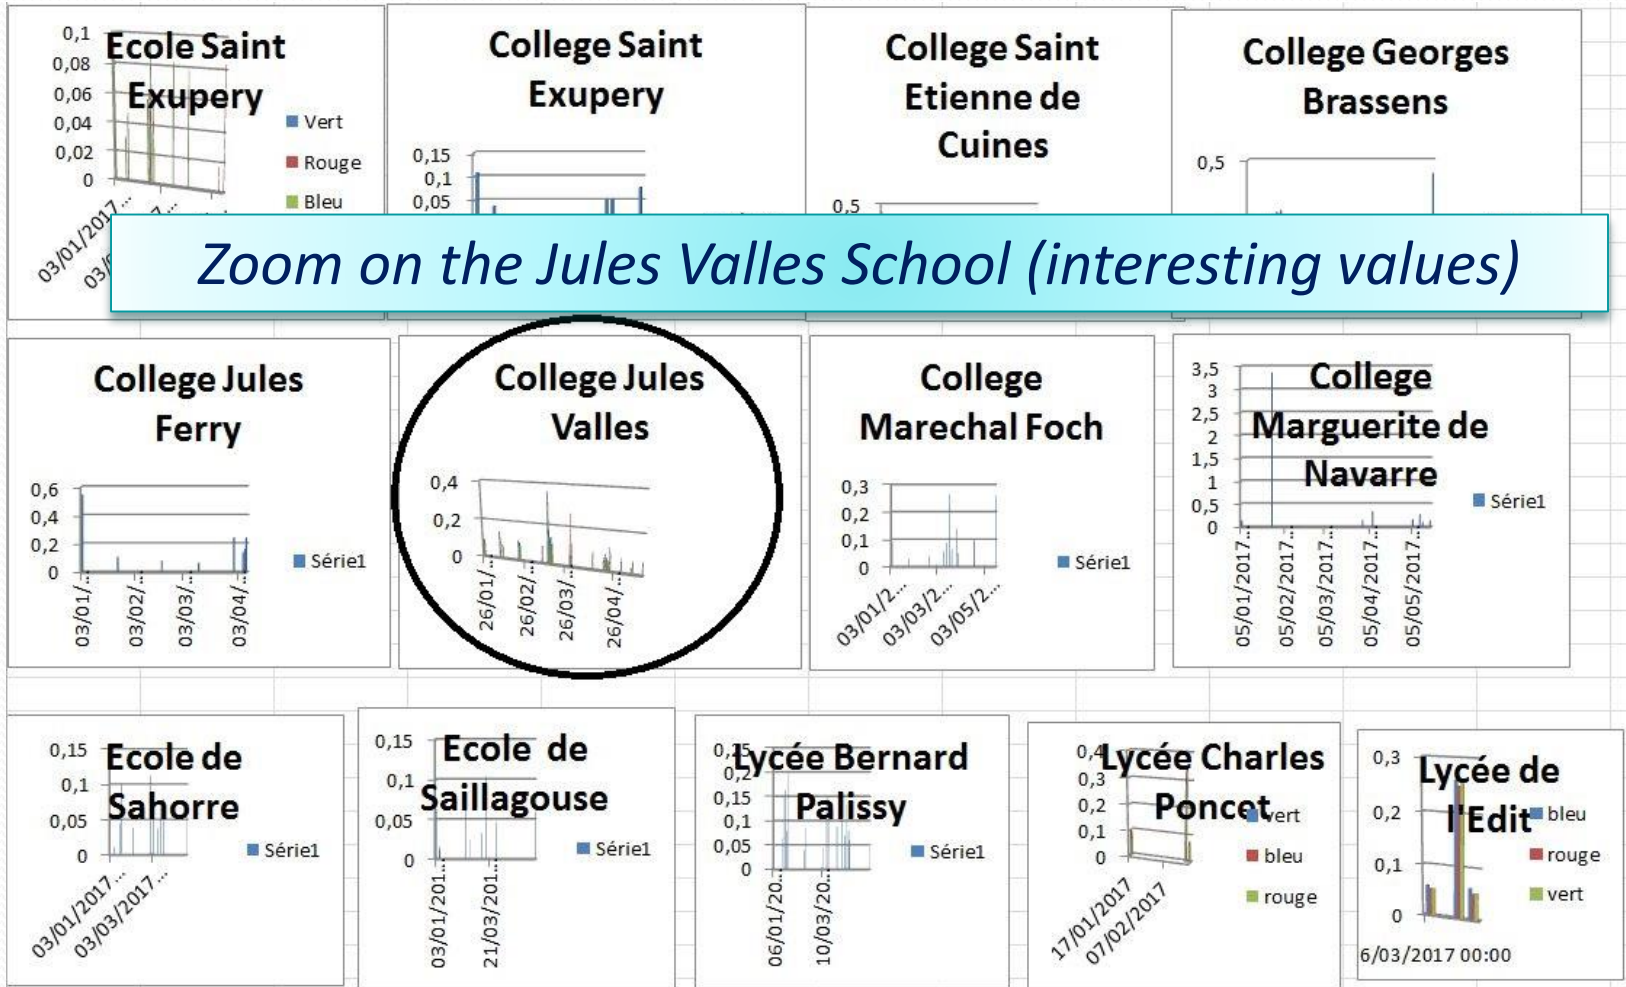 Ecole Saint
Exupery
0,1
0,08
0,06
0,04
0,02
0
Vert
Rouge
Bleu
03/01/2017...
College Saint
Exupery
0,15
0,1
0,05
College Saint
Etienne de
Cuines
0,5
College Georges
Brassens
0,5
Zoom on the Jules Valles School (interesting values)
College Jules
Ferry
0,6
0,4
0,2
0
Série1
03/01/...
03/02/...
03/03/...
03/04/...
College Jules
Valles
0,4
0,2
0
26/01/...
26/02/...
26/03/...
26/04/...
College
Marechal Foch
0,3
0,2
0,1
0
Série1
03/01/2...
03/03/2...
03/05/2...
College
Marguerite de
Navarre
3,5
3
2,5
2
1,5
1
0,5
0
Série1
05/01/2017...
05/02/2017...
05/03/2017...
05/04/2017...
05/05/2017...
Ecole de
Sahorre
0,15
0,1
0,05
0
Série1
03/01/2017...
03/03/2017...
Ecole de
Saillagouse
0,15
0,1
0,05
0
Série1
03/01/201...
21/03/201...
Lycée Bernard
Palissy
0,25
0,2
0,15
0,1
0,05
0
Série1
06/01/20...
10/03/20...
Lycée Charles
Poncet
0,4
0,3
0,2
0,1
0
vert
bleu
rouge
17/01/2017
07/02/2017
Lycée de
l'Edit
0,3
0,2
0,1
0
bleu
rouge
vert
6/03/2017 00:00